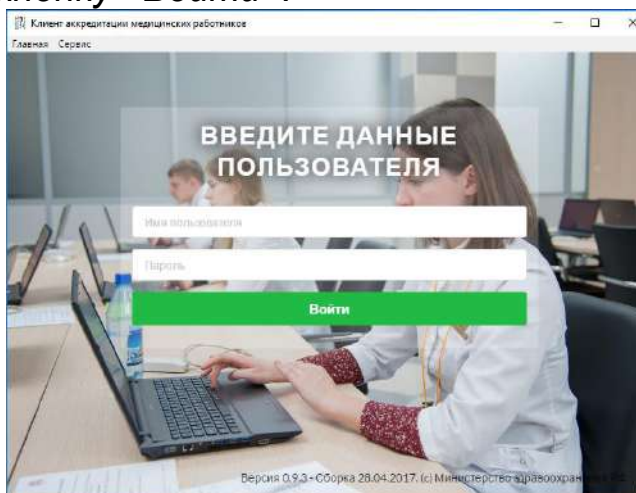 кнопку "Войти".
Клиент аккредитации медицинских работников
Главная Сервис
ВВЕДИТЕ ДАННЫЕ
ПОЛЬЗОВАТЕЛЯ
Имя пользователя
Пароль
Войти
Версия 0.9.3 - Сборка 28.04.2017. (c) Министерство здравоохранения РФ